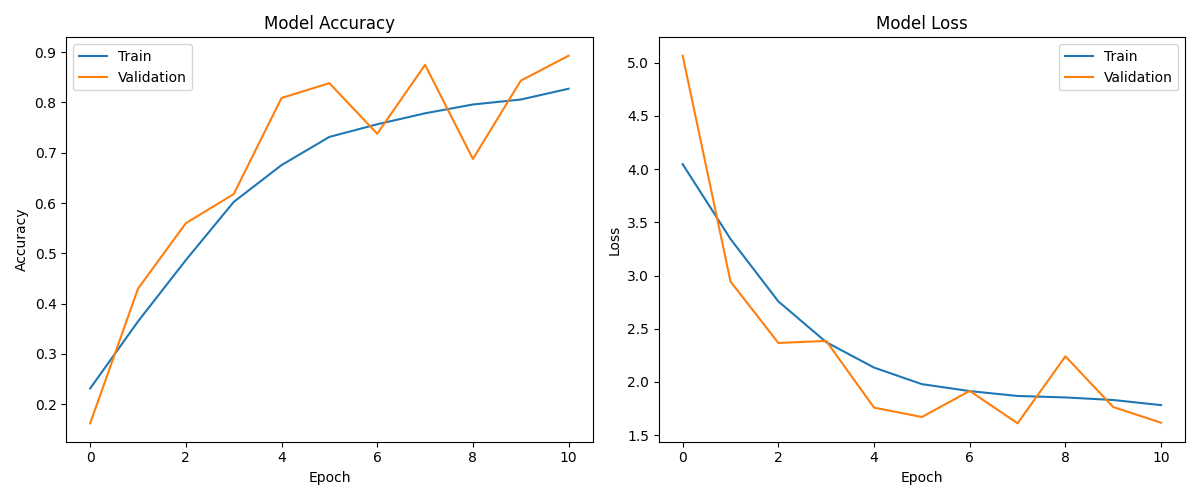 Model Accuracy
Train
Validation
0.9
0.8
0.7
0.6
0.5
0.4
0.3
0.2
Accuracy
0 2 4 6 8 10
Epoch
Model Loss
Train
Validation
5.0
4.5
4.0
3.5
3.0
2.5
2.0
1.5
Loss
0 2 4 6 8 10
Epoch